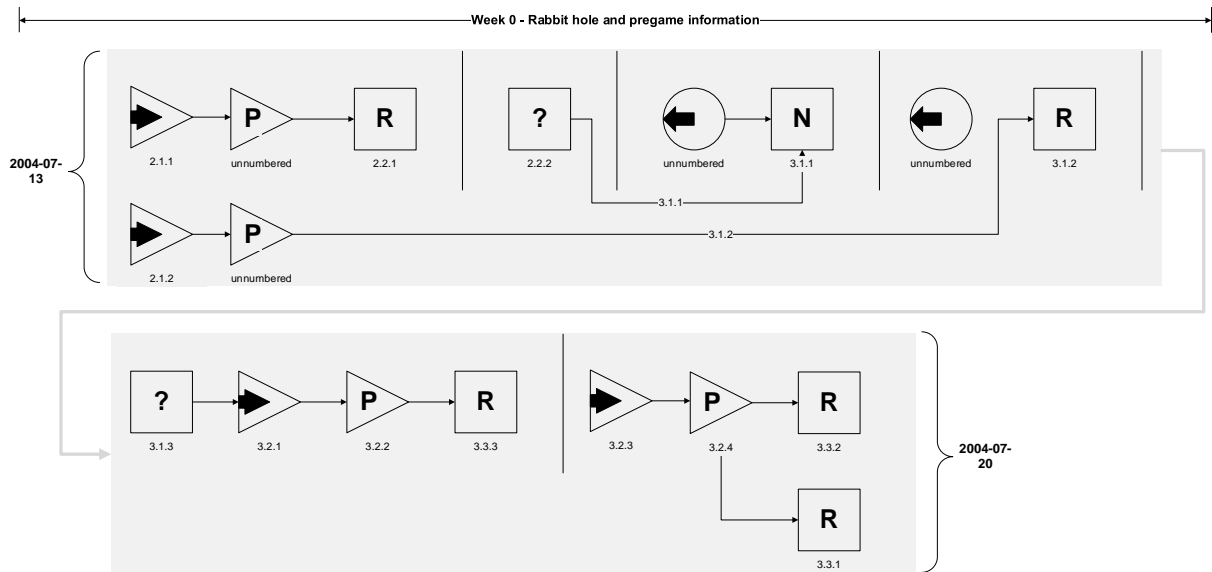 Week 0 - Rabbit hole and pregame information
2004-07-
13
P
R
?
N
R
2.1.1
unnumbered
2.2.1
2.2.2
unnumbered
3.1.1
unnumbered
3.1.2
3.1.1
P
3.1.2
2.1.2
unnumbered
?
P
R
P
R
3.1.3
3.2.1
3.2.2
3.3.3
3.2.3
3.2.4
3.3.2
2004-07-
20
R
3.3.1